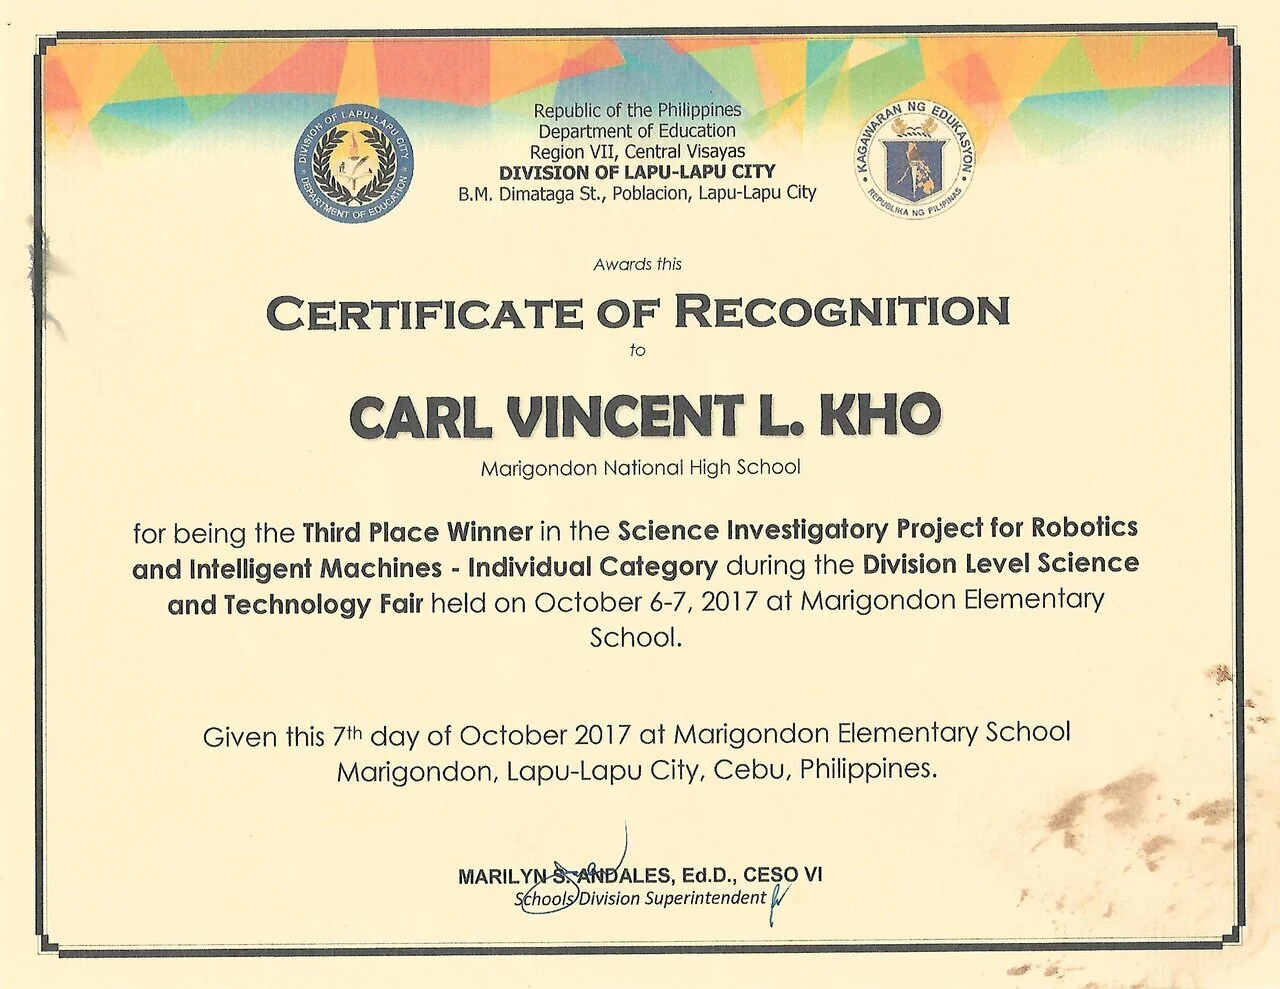 Republic of the Philippines
Department of Education
Region VII, Central Visayas
DIVISION OF LAPU-LAPU CITY
B.M. Dimataga St., Poblacion, Lapu-Lapu City
DIVISION OF LAPU-LAPU CITY
DEPARTMENT OF EDUCATION
KAGAWARAN NG EDUKASYON
REPUBLIKA NG PILIPINAS
Awards this
CERTIFICATE OF RECOGNITION
to
CARL VINCENT L. KHO
Marigondon National High School
for being the Third Place Winner in the Science Investigatory Project for Robotics
and Intelligent Machines - Individual Category during the Division Level Science
and Technology Fair held on October 6-7, 2017 at Marigondon Elementary
School.
Given this 7th day of October 2017 at Marigondon Elementary School
Marigondon, Lapu-Lapu City, Cebu, Philippines.
MARILYN S. ANDALES, Ed.D., CESO VI
Schools Division Superintendent